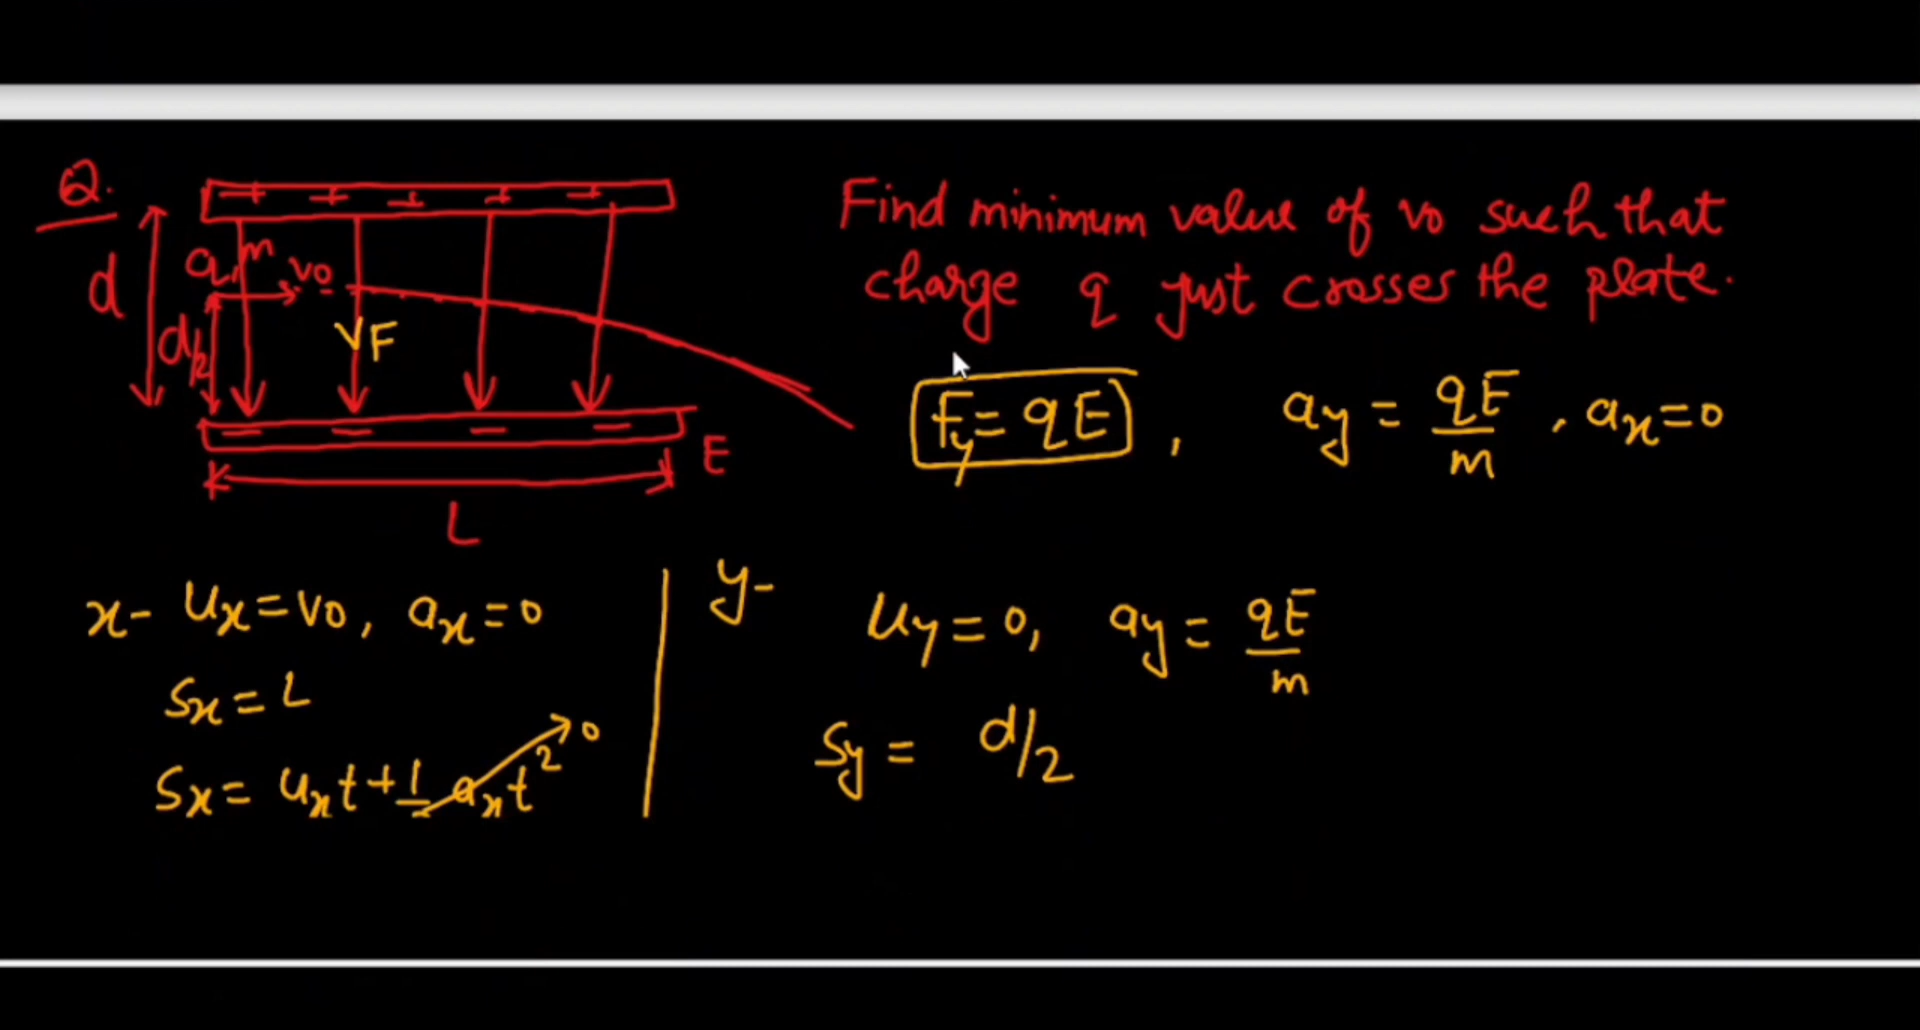 Q.
+ + + + +
d
q, m
v0
d/2
F
- - - -
E
L
Find minimum value of v0 such that
charge q just crosses the plate.
Fy = qE , ay = qE/m , ax = 0
x- ux = v0, ax = 0
sx = L
sx = uxt + 1 axt² 0
y-
uy = 0, ay = qE/m
sy = d/2